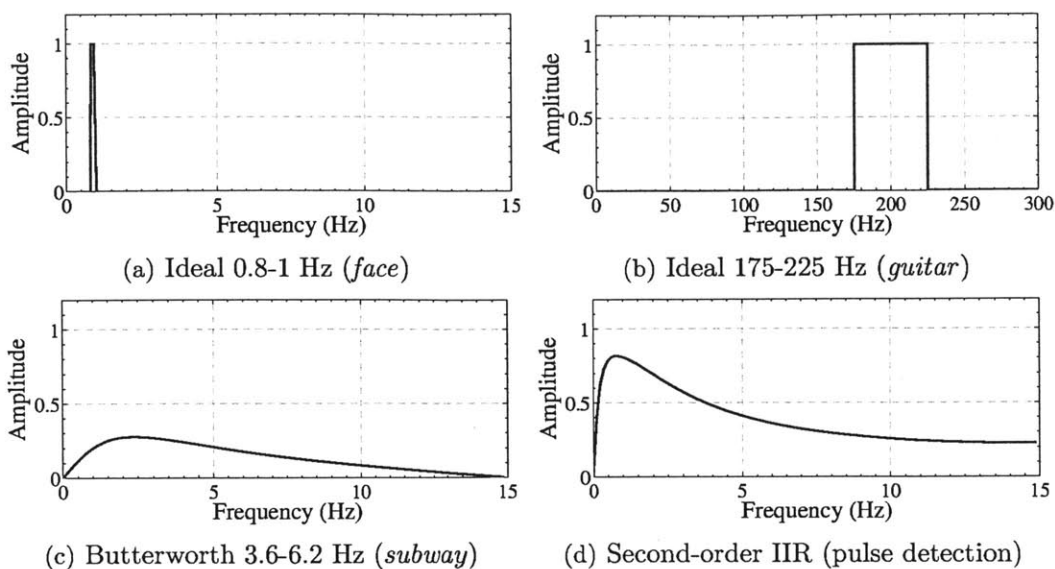 Amplitude
1
0.5
0
0 5 10 15
Frequency (Hz)
(a) Ideal 0.8-1 Hz (face)
Amplitude
1
0.5
0
0 50 100 150 200 250 300
Frequency (Hz)
(b) Ideal 175-225 Hz (guitar)
Amplitude
1
0.5
0
0 5 10 15
Frequency (Hz)
(c) Butterworth 3.6-6.2 Hz (subway)
Amplitude
1
0.5
0
0 5 10 15
Frequency (Hz)
(d) Second-order IIR (pulse detection)